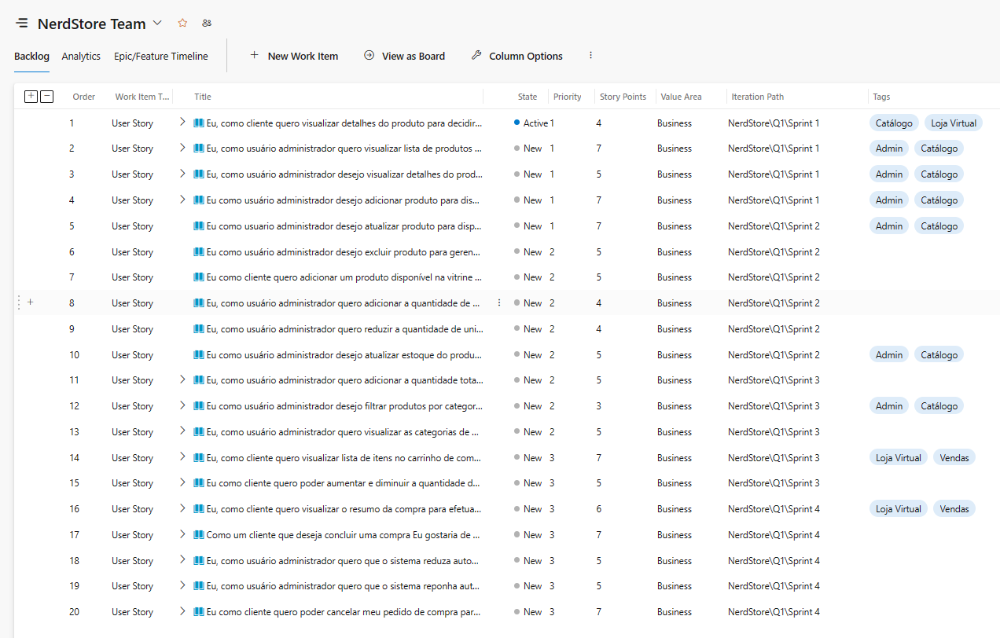 NerdStore Team
Backlog Analytics Epic/Feature Timeline + New Work Item View as Board Column Options
+ − Order Work Item T... Title State Priority Story Points Value Area Iteration Path Tags
1 User Story Eu, como cliente quero visualizar detalhes do produto para decidir... Active 1 4 Business NerdStore\Q1\Sprint 1 Catálogo Loja Virtual
2 User Story Eu, como usuário administrador quero visualizar lista de produtos ... New 1 7 Business NerdStore\Q1\Sprint 1 Admin Catálogo
3 User Story Eu, como usuário administrador desejo visualizar detalhes do prod... New 1 5 Business NerdStore\Q1\Sprint 1 Admin Catálogo
4 User Story Eu como usuário administrador desejo adicionar produto para dis... New 1 7 Business NerdStore\Q1\Sprint 1 Admin Catálogo
5 User Story Eu como usuario administrador desejo atualizar produto para disp... New 1 7 Business NerdStore\Q1\Sprint 2 Admin Catálogo
6 User Story Eu como usuário administrador desejo excluir produto para geren... New 2 5 Business NerdStore\Q1\Sprint 2
7 User Story Eu como cliente quero adicionar um produto disponível na vitrine ... New 2 5 Business NerdStore\Q1\Sprint 2
+ 8 User Story Eu, como usuário administrador quero adicionar a quantidade de ... New 2 4 Business NerdStore\Q1\Sprint 2
9 User Story Eu, como usuário administrador quero reduzir a quantidade de uni... New 2 4 Business NerdStore\Q1\Sprint 2
10 User Story Eu, como usuário administrador desejo atualizar estoque do produ... New 2 5 Business NerdStore\Q1\Sprint 2 Admin Catálogo
11 User Story Eu, como usuário administrador quero adicionar a quantidade tota... New 2 5 Business NerdStore\Q1\Sprint 3
12 User Story Eu como usuário administrador desejo filtrar produtos por categor... New 2 3 Business NerdStore\Q1\Sprint 3 Admin Catálogo
13 User Story Eu, como usuário administrador quero visualizar as categorias de ... New 2 5 Business NerdStore\Q1\Sprint 3
14 User Story Eu, como cliente quero visualizar lista de itens no carrinho de com... New 3 7 Business NerdStore\Q1\Sprint 3 Loja Virtual Vendas
15 User Story Eu como cliente quero poder aumentar e diminuir a quantidade d... New 3 5 Business NerdStore\Q1\Sprint 3
16 User Story Eu, como cliente quero visualizar o resumo da compra para efetua... New 3 6 Business NerdStore\Q1\Sprint 4 Loja Virtual Vendas
17 User Story Como um cliente que deseja concluir uma compra Eu gostaria de ... New 3 7 Business NerdStore\Q1\Sprint 4
18 User Story Eu, como usuário administrador quero que o sistema reduza auto... New 3 5 Business NerdStore\Q1\Sprint 4
19 User Story Eu, como usuário administrador quero que o sistema reponha aut... New 3 5 Business NerdStore\Q1\Sprint 4
20 User Story Eu como cliente quero poder cancelar meu pedido de compra par... New 3 7 Business NerdStore\Q1\Sprint 4